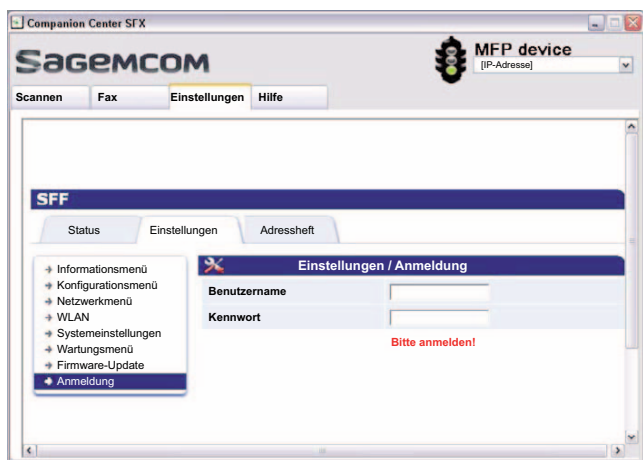 Companion Center SFX
Sagemcom
MFP device
[IP-Adresse]
Scannen Fax Einstellungen Hilfe
SFF
Status Einstellungen Adressheft
Informationsmenü
Konfigurationsmenü
Netzwerkmenü
WLAN
Systemeinstellungen
Wartungsmenü
Firmware-Update
Anmeldung
Einstellungen / Anmeldung
Benutzername
Kennwort
Bitte anmelden!